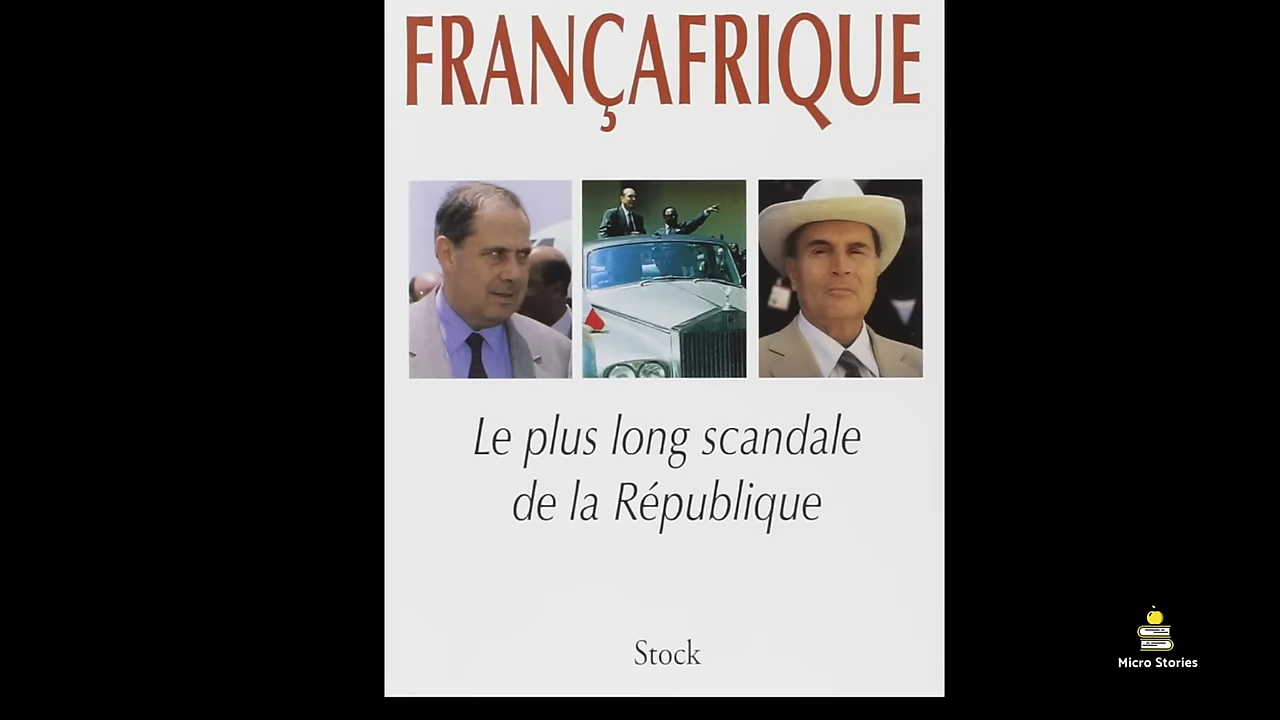 FRANÇAFRIQUE
Le plus long scandale
de la République
Stock
Micro Stories